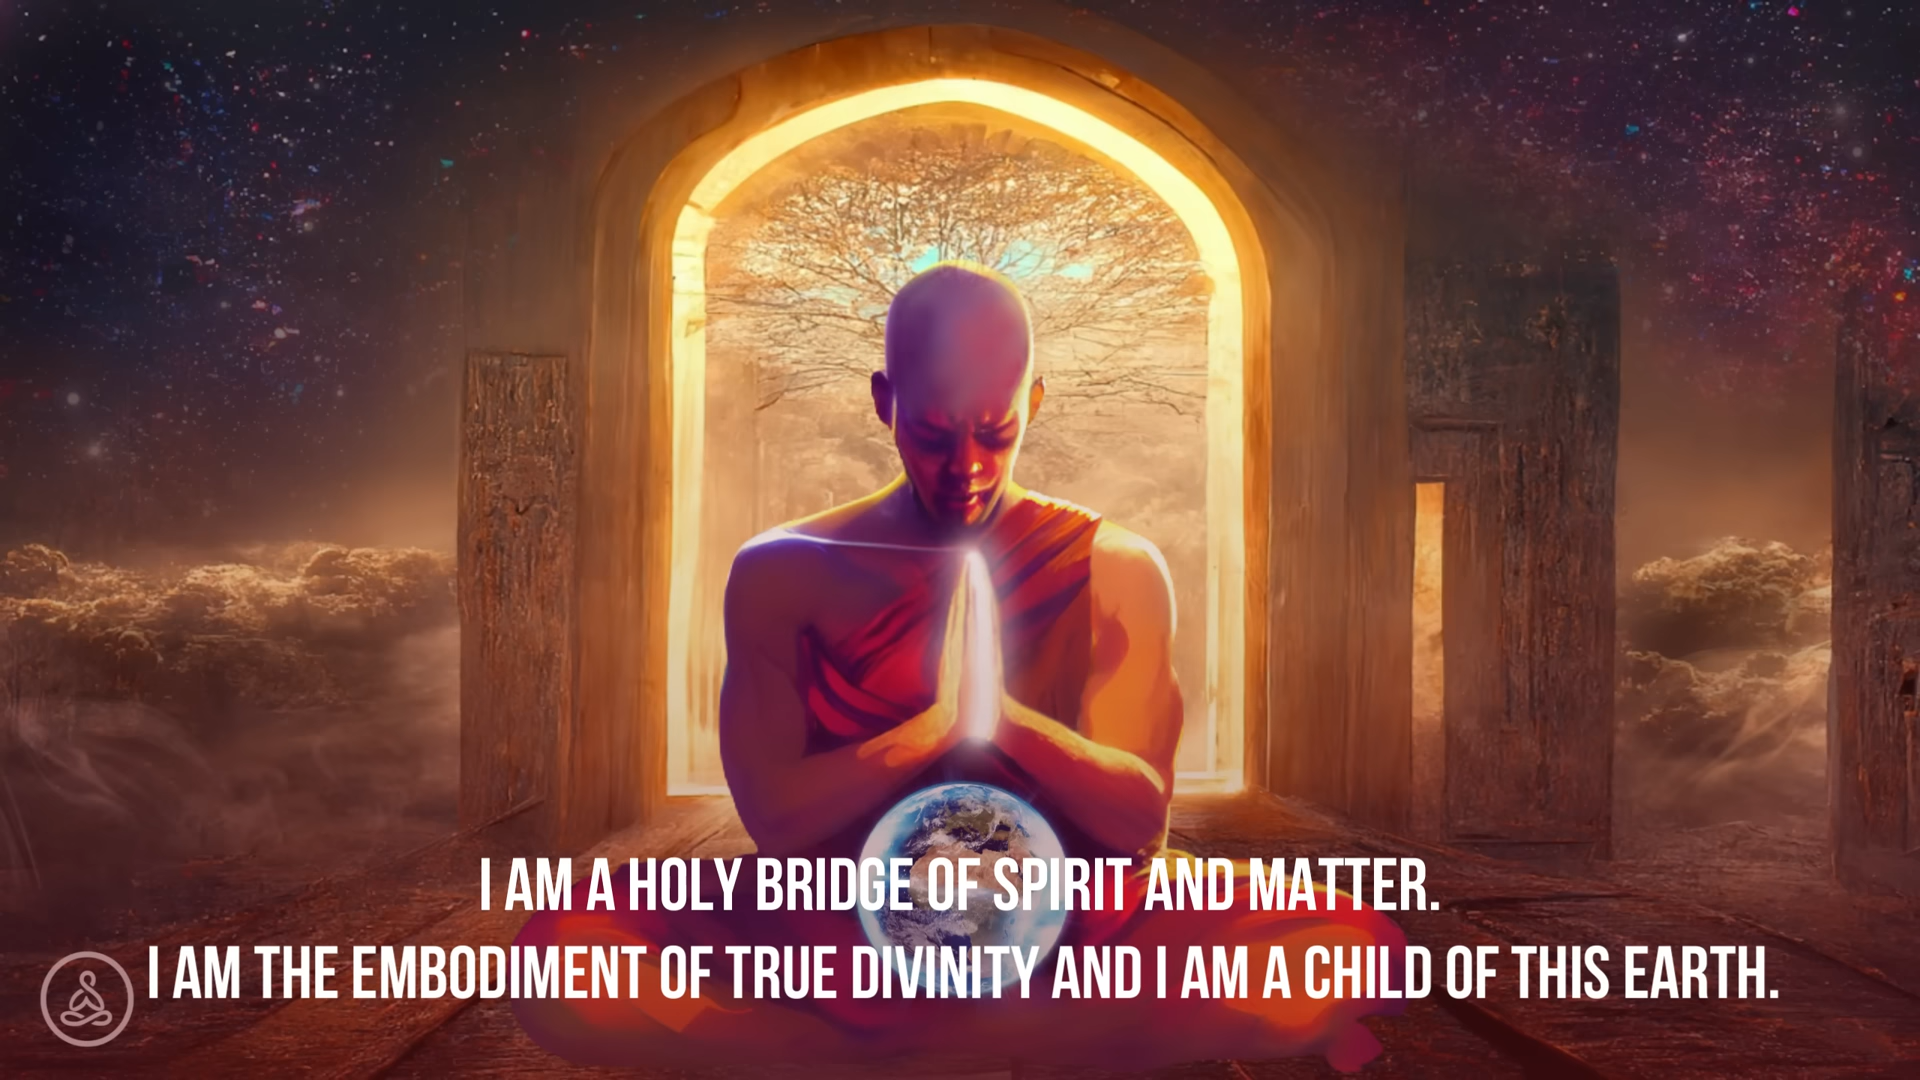 I AM A HOLY BRIDGE OF SPIRIT AND MATTER.
I AM THE EMBODIMENT OF TRUE DIVINITY AND I AM A CHILD OF THIS EARTH.